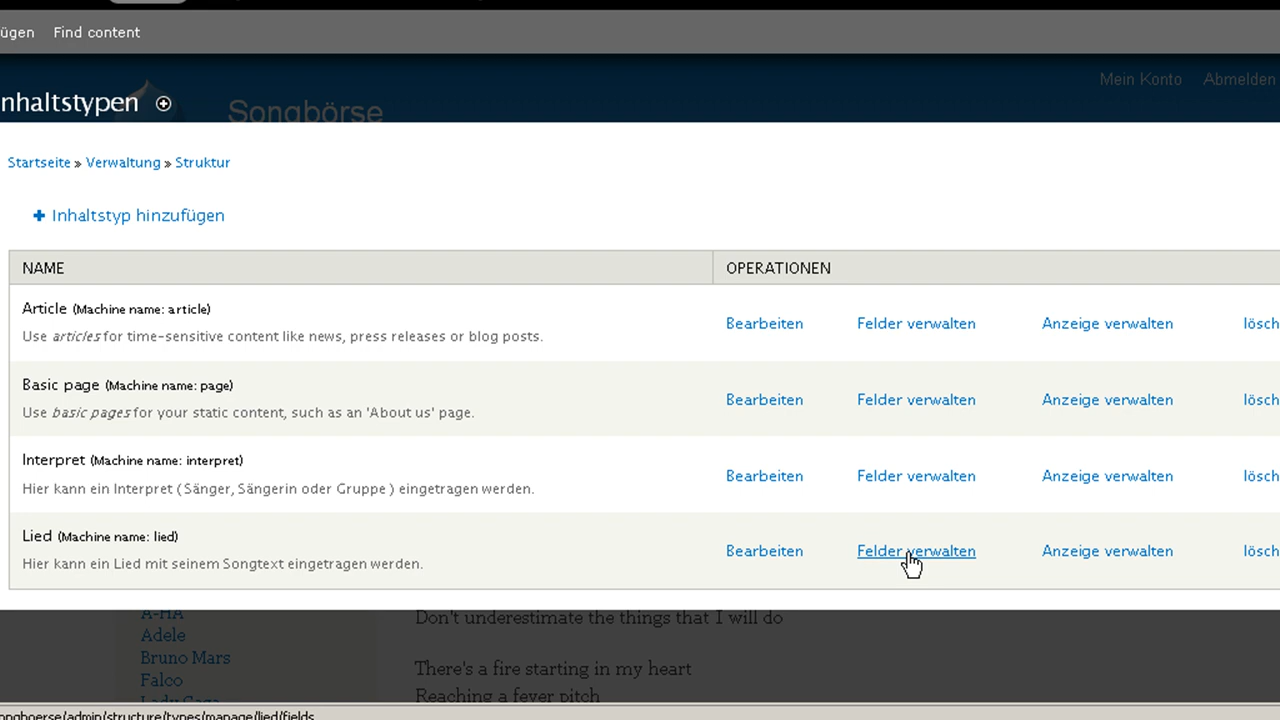 ügen Find content
Mein Konto Abmelden
nhaltstypen
Songbörse
Startseite » Verwaltung » Struktur
+ Inhaltstyp hinzufügen
NAME OPERATIONEN
Article (Machine name: article)
Use articles for time-sensitive content like news, press releases or blog posts.
Bearbeiten Felder verwalten Anzeige verwalten lösch
Basic page (Machine name: page)
Use basic pages for your static content, such as an 'About us' page.
Bearbeiten Felder verwalten Anzeige verwalten lösch
Interpret (Machine name: interpret)
Hier kann ein Interpret ( Sänger, Sängerin oder Gruppe ) eingetragen werden.
Bearbeiten Felder verwalten Anzeige verwalten lösch
Lied (Machine name: lied)
Hier kann ein Lied mit seinem Songtext eingetragen werden.
Bearbeiten Felder verwalten Anzeige verwalten lösch
A-HA
Adele
Bruno Mars
Falco
Lady Gaga
Don't underestimate the things that I will do
There's a fire starting in my heart
Reaching a fever pitch
ongboerse/admin/structure/types/manage/lied/fields